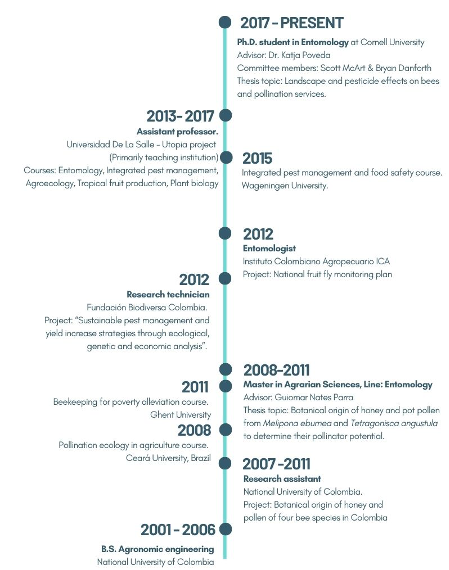 2017 - PRESENT
Ph.D. student in Entomology at Cornell University
Advisor: Dr. Katja Poveda
Committee members: Scott McArt & Bryan Danforth
Thesis topic: Landscape and pesticide effects on bees
and pollination services.
2013- 2017
Assistant professor.
Universidad De La Salle - Utopia project
(Primarily teaching institution)
Courses: Entomology, Integrated pest management,
Agroecology, Tropical fruit production, Plant biology
2015
Integrated pest management and food safety course.
Wageningen University.
2012
Entomologist
Instituto Colombiano Agropecuario ICA
Project: National fruit fly monitoring plan
2012
Research technician
Fundación Biodiversa Colombia.
Project: "Sustainable pest management and
yield increase strategies through ecological,
genetic and economic analysis".
2008-2011
Master in Agrarian Sciences, Line: Entomology
Advisor: Guiomar Nates Parra
Thesis topic: Botanical origin of honey and pot pollen
from Melipona eburnea and Tetragonisca angustula
to determine their pollinator potential.
2011
Beekeeping for poverty alleviation course.
Ghent University
2008
Pollination ecology in agriculture course.
Ceará University, Brazil
2007 -2011
Research assistant
National University of Colombia.
Project: Botanical origin of honey and
pollen of four bee species in Colombia
2001 - 2006
B.S. Agronomic engineering
National University of Colombia